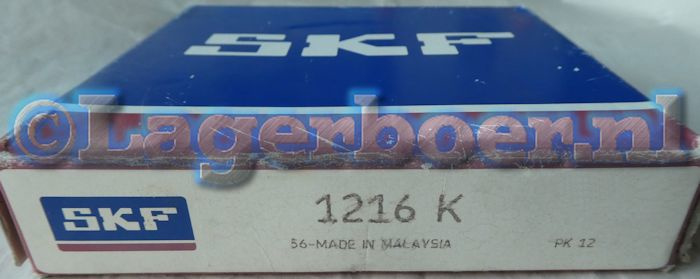 SKF
©Lagerboer.nl
SKF
1216 K
56-MADE IN MALAYSIA
PK 12